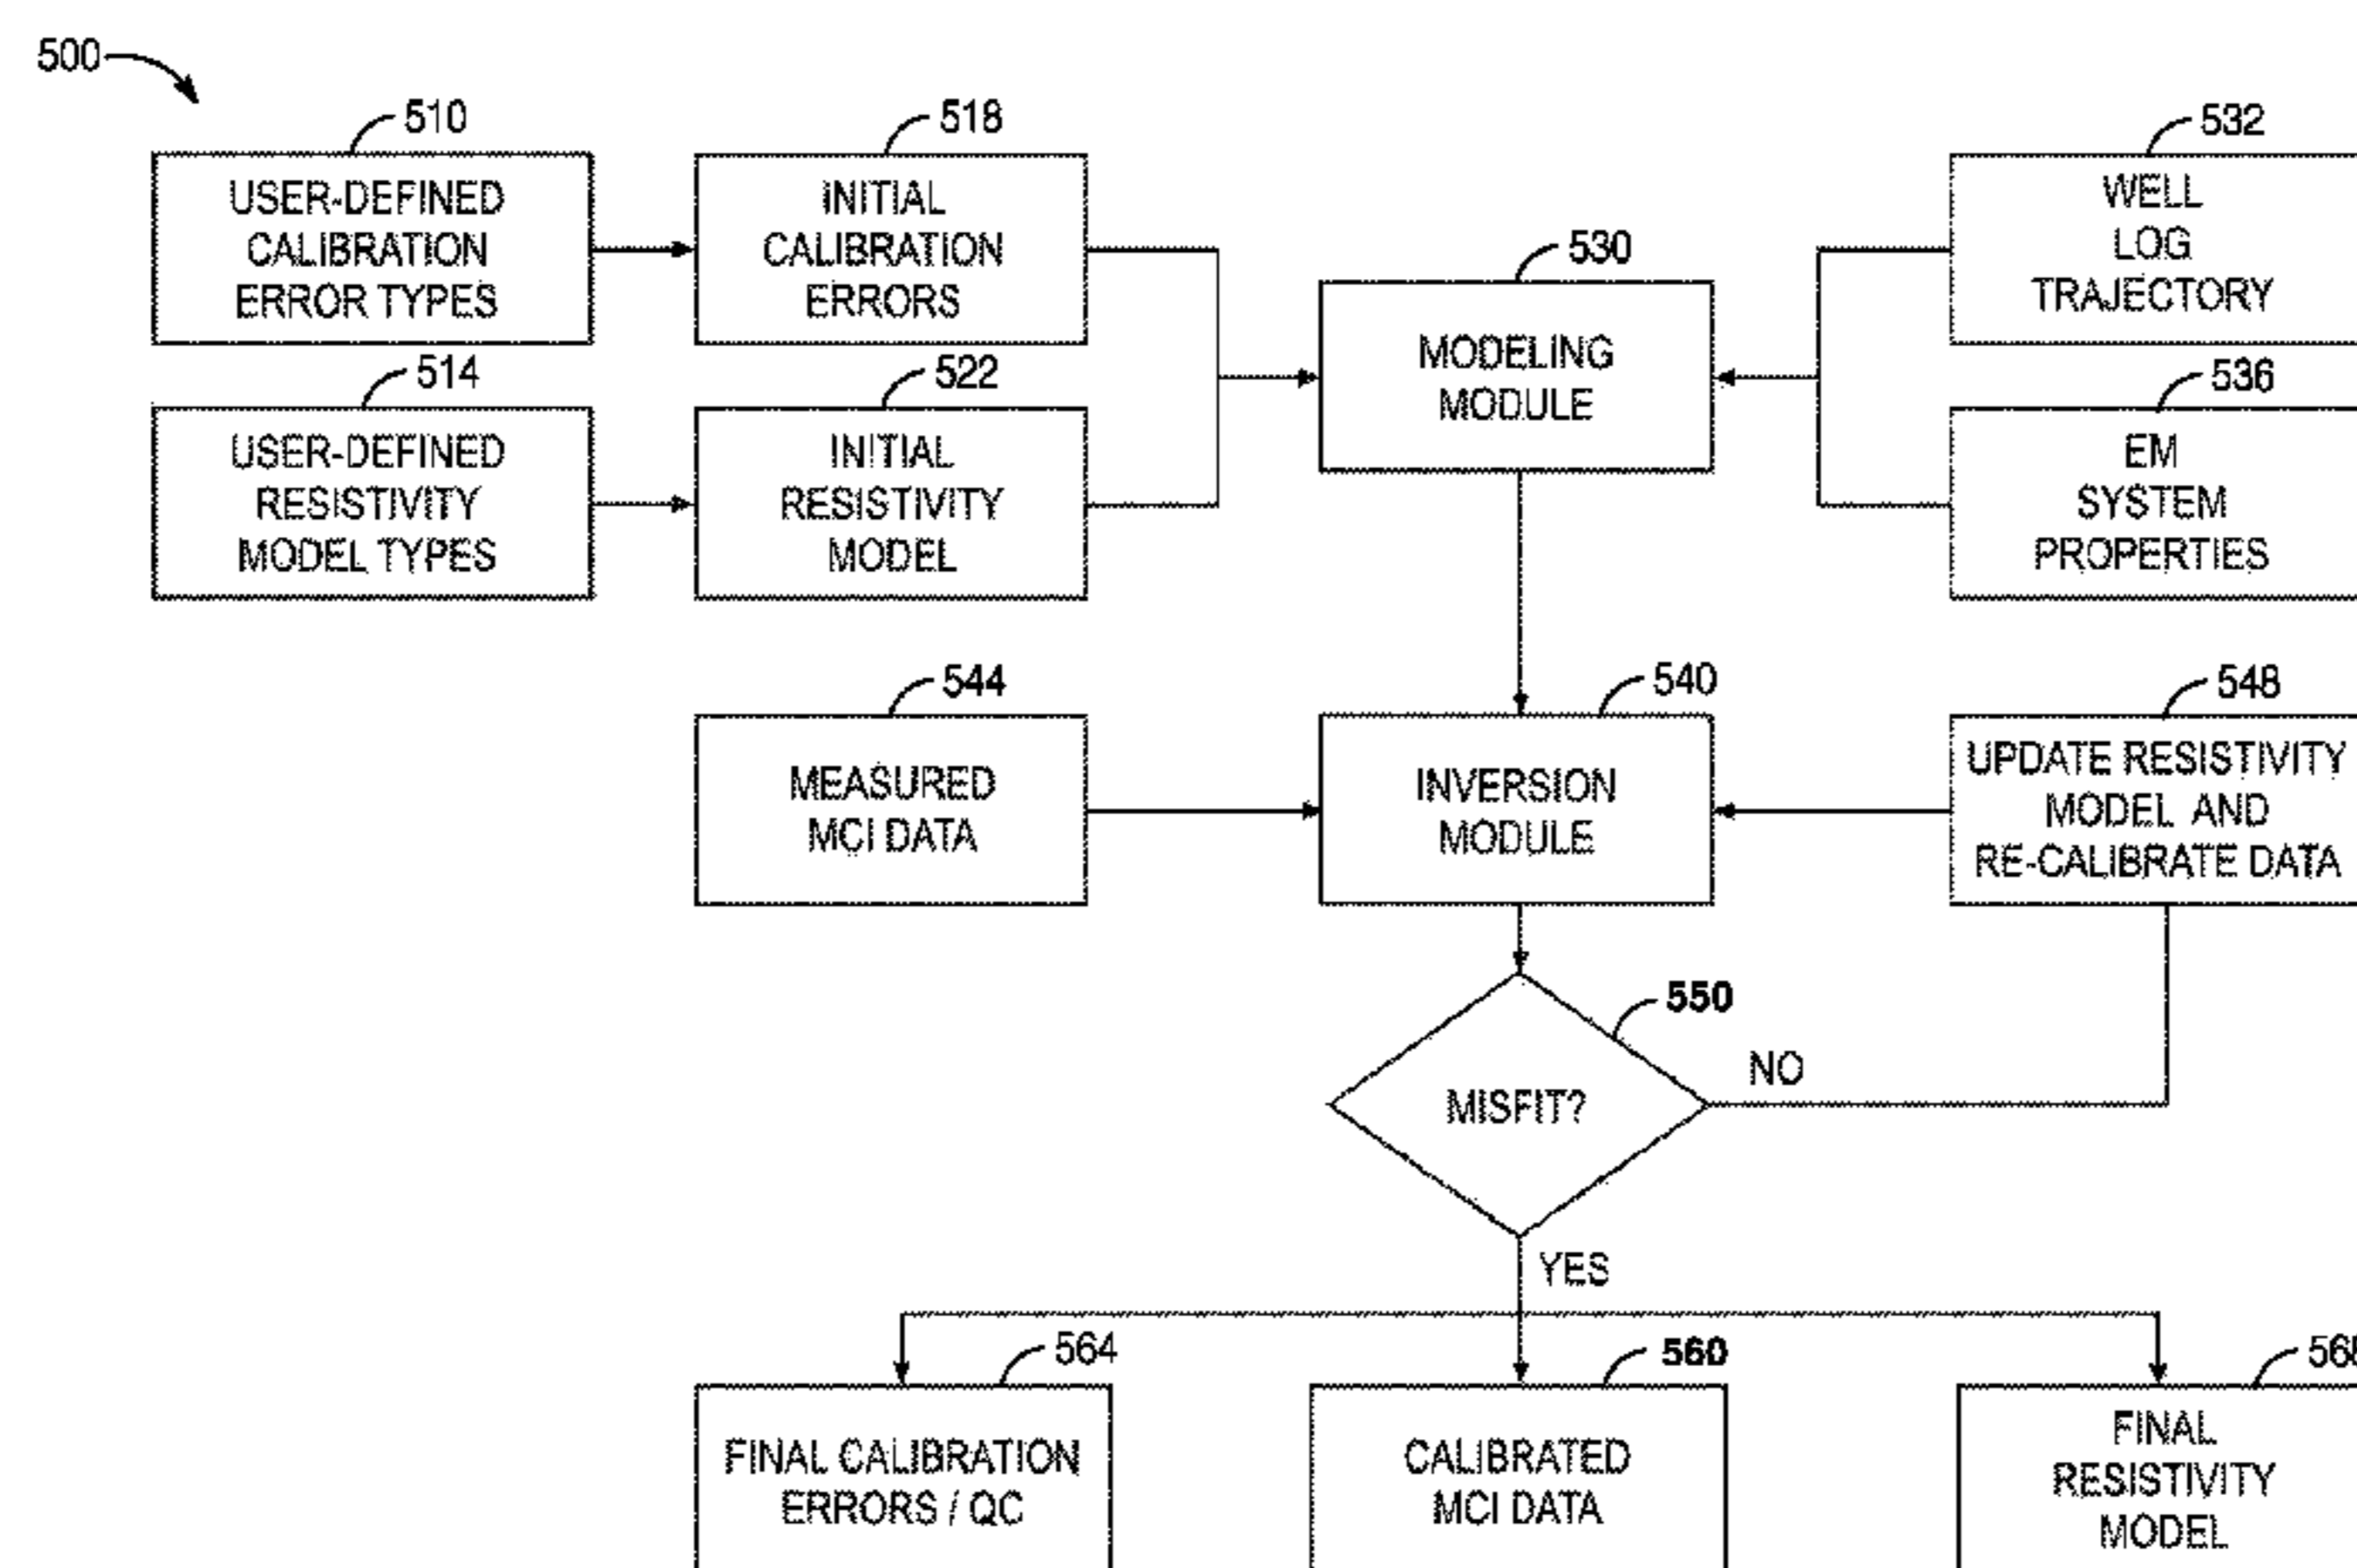 500
510
518
532
USER-DEFINED
CALIBRATION
ERROR TYPES
INITIAL
CALIBRATION
ERRORS
530
MODELING
MODULE
WELL
LOG
TRAJECTORY
514
522
536
USER-DEFINED
RESISTIVITY
MODEL TYPES
INITIAL
RESISTIVITY
MODEL
EM
SYSTEM
PROPERTIES
544
540
548
MEASURED
MCI DATA
INVERSION
MODULE
UPDATE RESISTIVITY
MODEL AND
RE-CALIBRATE DATA
550
MISFIT?
NO
YES
564
560
FINAL CALIBRATION
ERRORS / QC
CALIBRATED
MCI DATA
FINAL
RESISTIVITY
MODEL